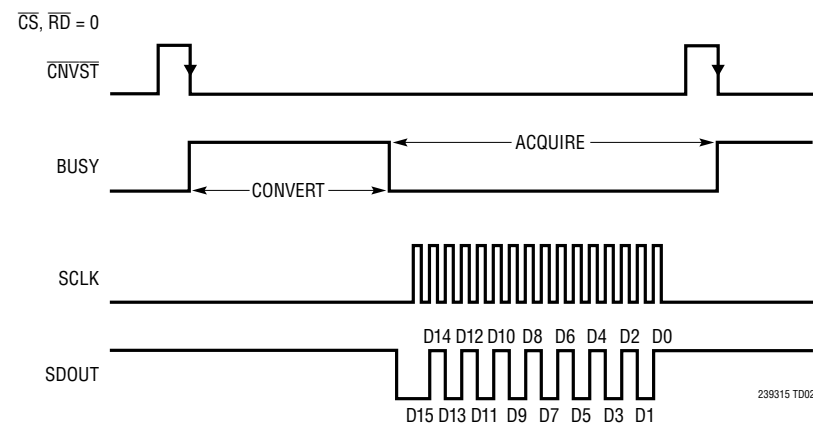 CS, RD = 0
CNVST
ACQUIRE
BUSY
CONVERT
SCLK
D14 D12 D10 D8 D6 D4 D2 D0
SDOUT
239315 TD02
D15 D13 D11 D9 D7 D5 D3 D1